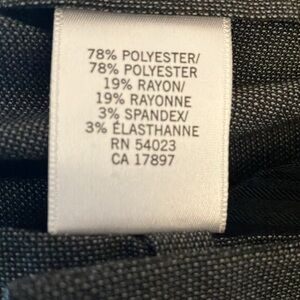 78% POLYESTER/
78% POLYESTER
19% RAYON/
19% RAYONNE
3% SPANDEX/
3% ÉLASTHANNE
RN 54023
CA 17897